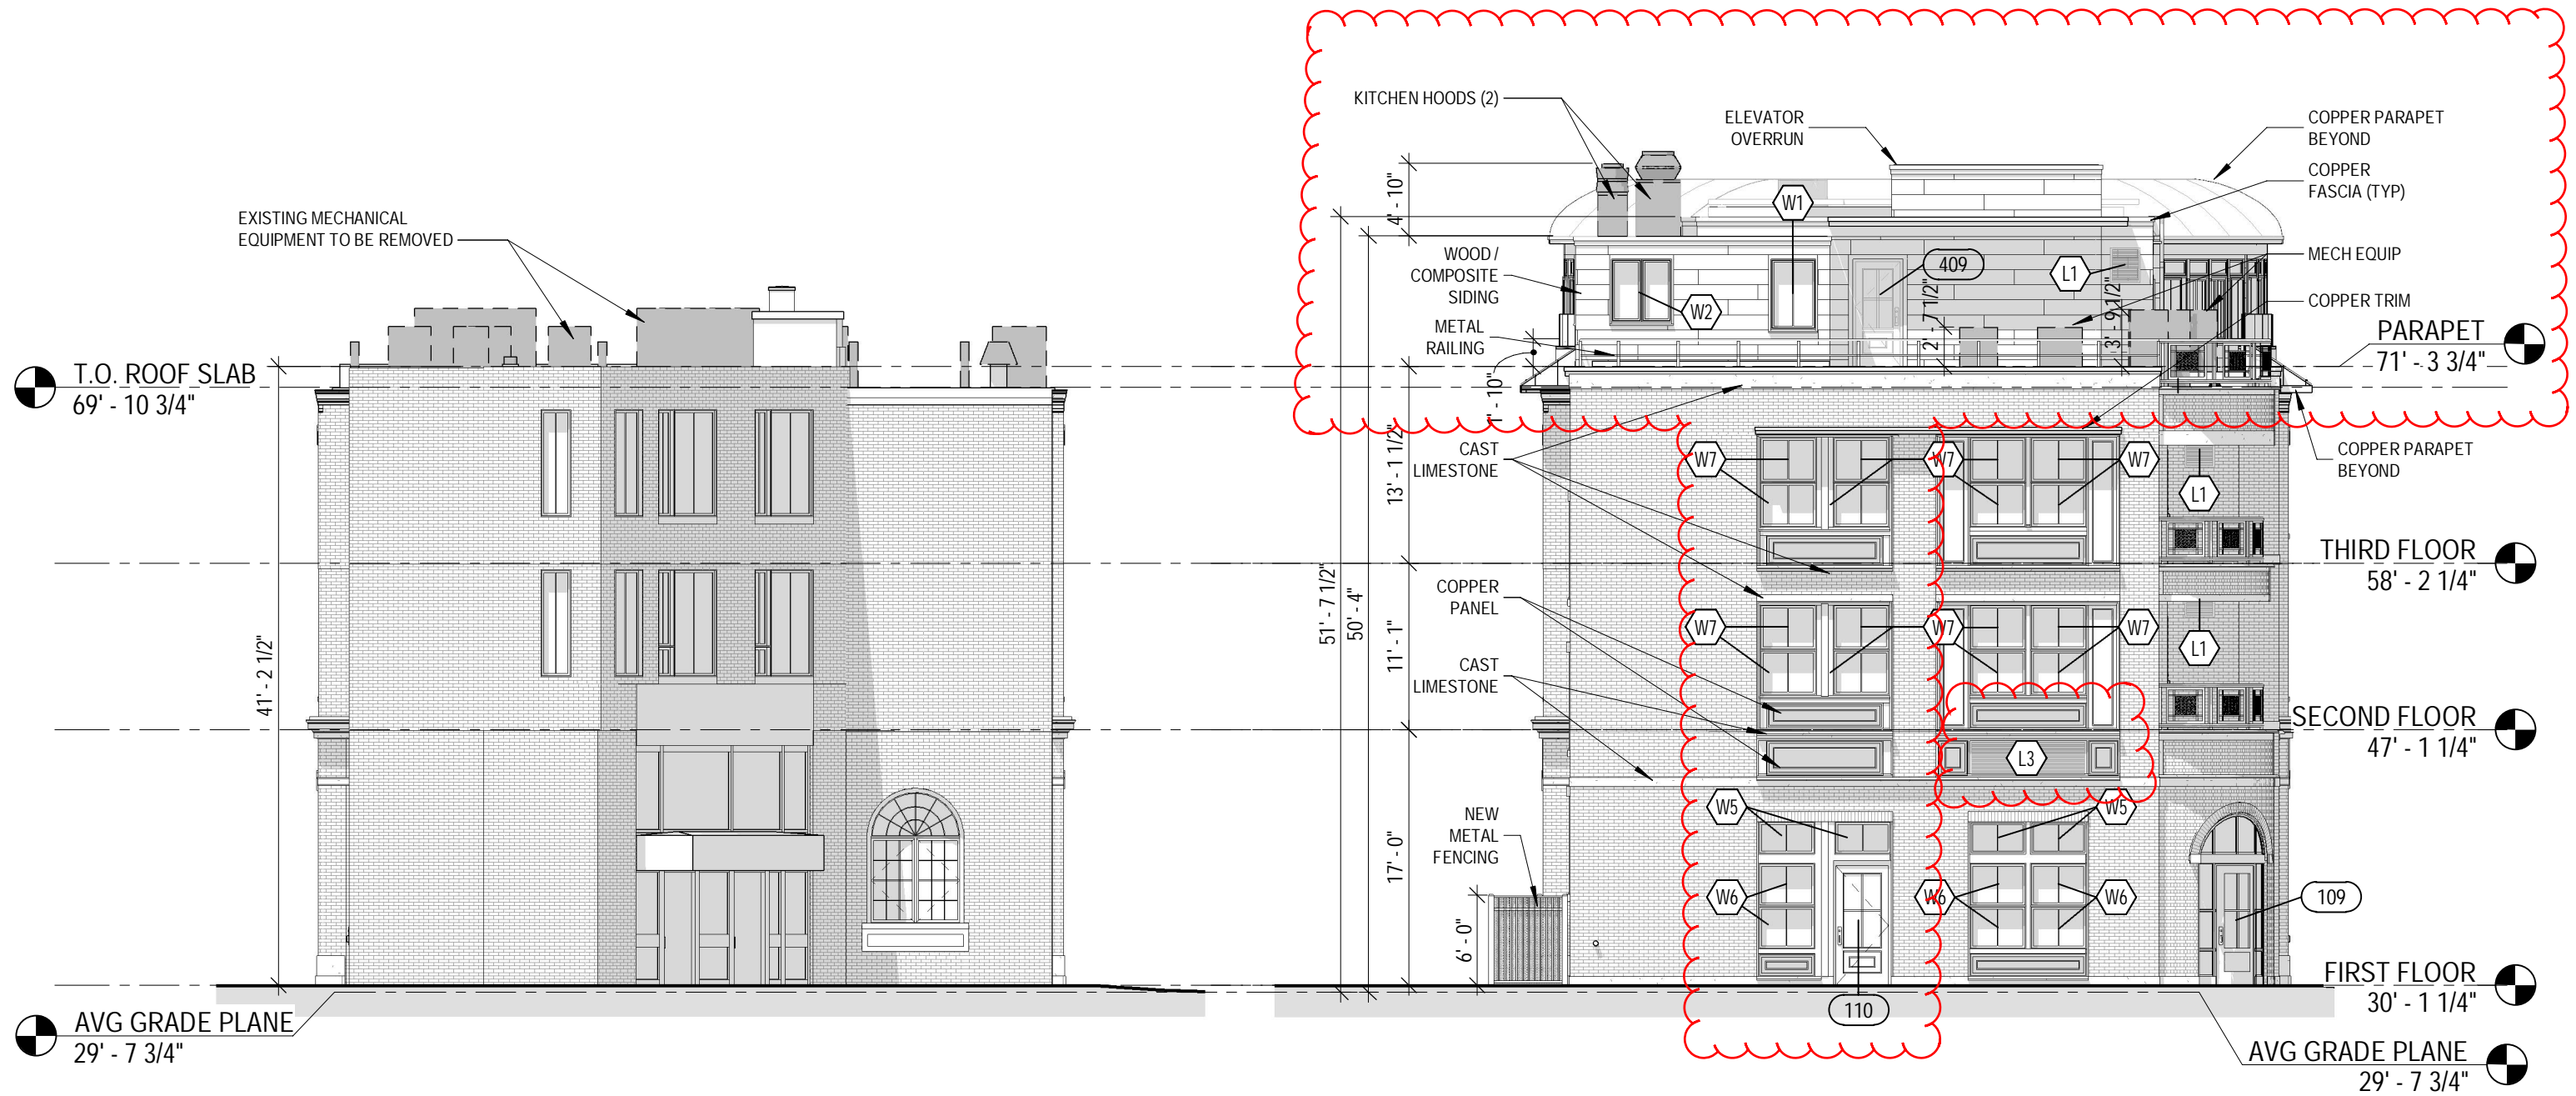 EXISTING MECHANICAL
EQUIPMENT TO BE REMOVED
T.O. ROOF SLAB
69' - 10 3/4"
41' - 2 1/2"
AVG GRADE PLANE
29' - 7 3/4"
KITCHEN HOODS (2)
ELEVATOR
OVERRUN
COPPER PARAPET
BEYOND
COPPER
FASCIA (TYP)
4' - 10"
W1
WOOD /
COMPOSITE
SIDING
409
L1
MECH EQUIP
W2
2' - 7 1/2"
3' - 9 1/2"
COPPER TRIM
METAL
RAILING
PARAPET
71' - 3 3/4"
1' - 10"
13' - 1 1/2"
CAST
LIMESTONE
W7
W7
W7
COPPER PARAPET
BEYOND
L1
THIRD FLOOR
58' - 2 1/4"
51' - 7 1/2"
50' - 4"
11' - 1"
COPPER
PANEL
W7
W7
W7
L1
CAST
LIMESTONE
SECOND FLOOR
47' - 1 1/4"
L3
W5
W5
NEW
METAL
FENCING
17' - 0"
6' - 0"
W6
W6
W6
109
FIRST FLOOR
30' - 1 1/4"
110
AVG GRADE PLANE
29' - 7 3/4"